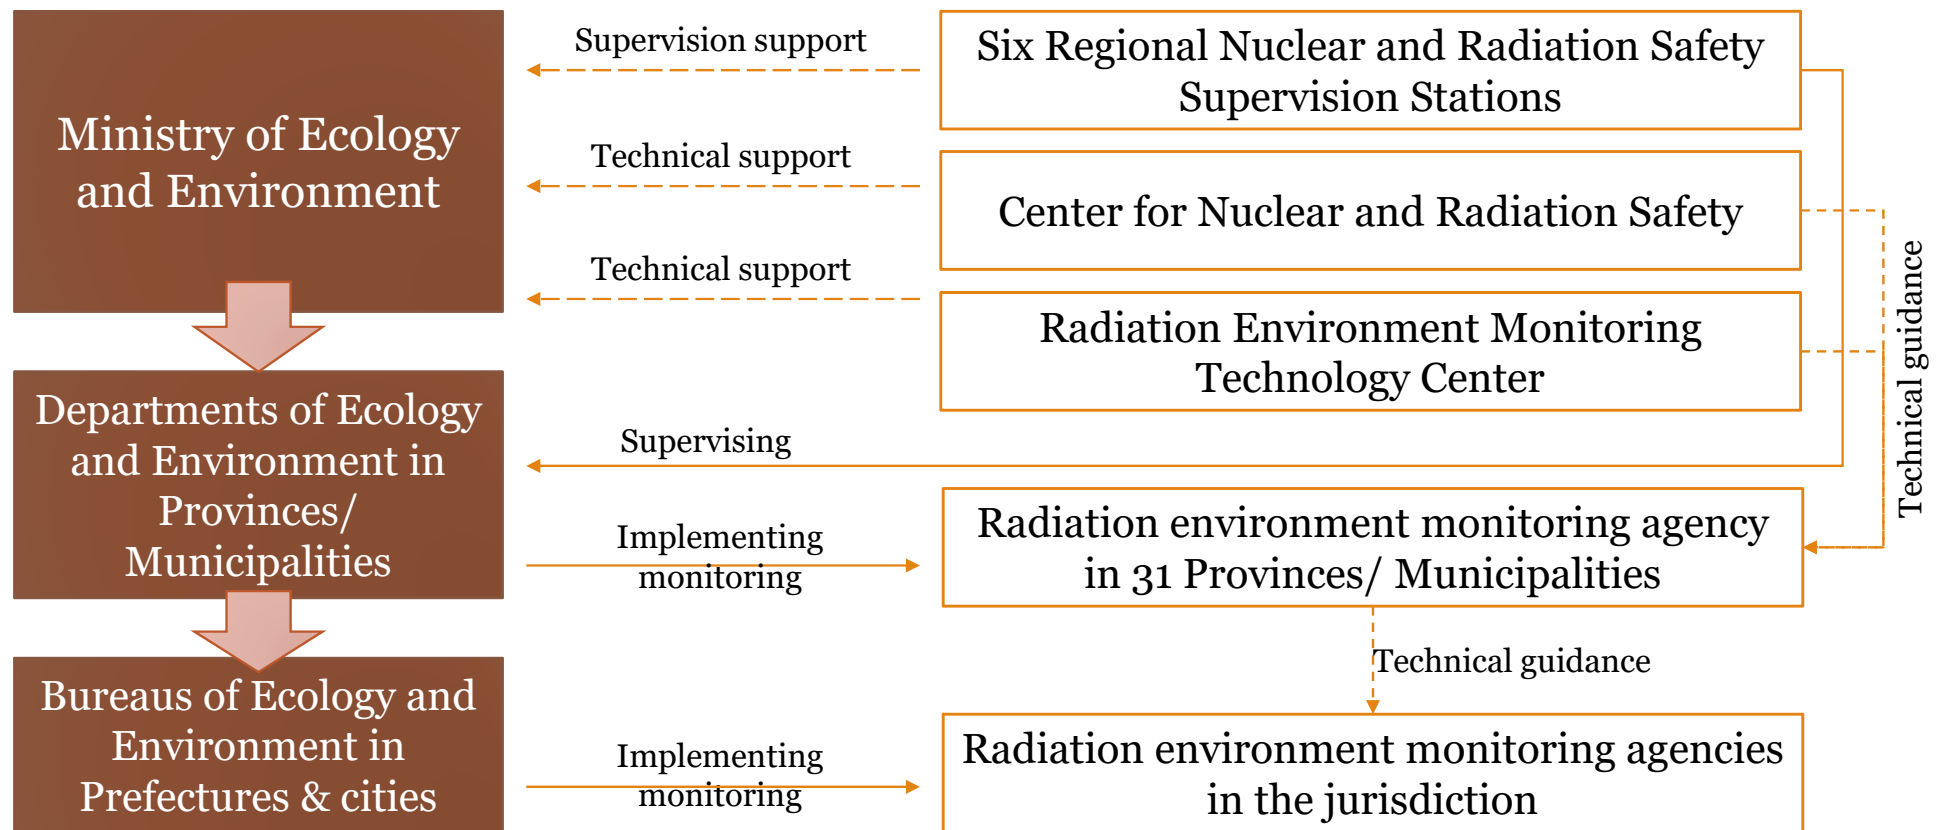 Ministry of Ecology
and Environment
Supervision support
Six Regional Nuclear and Radiation Safety
Supervision Stations
Technical support
Center for Nuclear and Radiation Safety
Technical support
Radiation Environment Monitoring
Technology Center
Technical guidance
Departments of Ecology
and Environment in
Provinces/
Municipalities
Supervising
Implementing
monitoring
Radiation environment monitoring agency
in 31 Provinces/ Municipalities
Technical guidance
Bureaus of Ecology and
Environment in
Prefectures & cities
Implementing
monitoring
Radiation environment monitoring agencies
in the jurisdiction